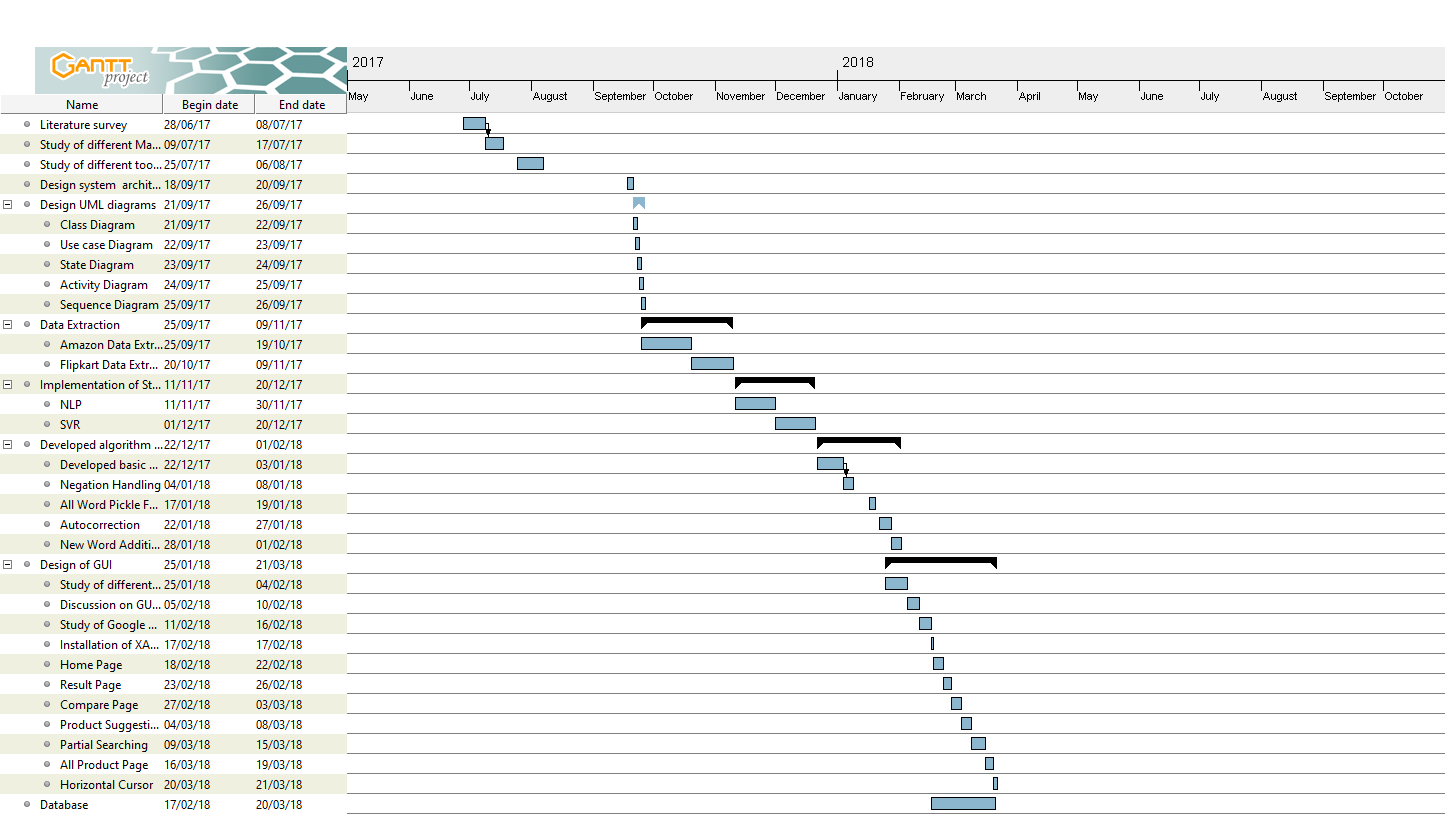 GANTT
project
2017 2018
May June July August September October November December January February March April May June July August September October
Name Begin date End date
Literature survey 28/06/17 08/07/17
Study of different Ma... 09/07/17 17/07/17
Study of different too... 25/07/17 06/08/17
Design system archit... 18/09/17 20/09/17
Design UML diagrams 21/09/17 26/09/17
Class Diagram 21/09/17 22/09/17
Use case Diagram 22/09/17 23/09/17
State Diagram 23/09/17 24/09/17
Activity Diagram 24/09/17 25/09/17
Sequence Diagram 25/09/17 26/09/17
Data Extraction 25/09/17 09/11/17
Amazon Data Extr... 25/09/17 19/10/17
Flipkart Data Extr... 20/10/17 09/11/17
Implementation of St... 11/11/17 20/12/17
NLP 11/11/17 30/11/17
SVR 01/12/17 20/12/17
Developed algorithm ... 22/12/17 01/02/18
Developed basic ... 22/12/17 03/01/18
Negation Handling 04/01/18 08/01/18
All Word Pickle F... 17/01/18 19/01/18
Autocorrection 22/01/18 27/01/18
New Word Additi... 28/01/18 01/02/18
Design of GUI 25/01/18 21/03/18
Study of different... 25/01/18 04/02/18
Discussion on GU... 05/02/18 10/02/18
Study of Google ... 11/02/18 16/02/18
Installation of XA... 17/02/18 17/02/18
Home Page 18/02/18 22/02/18
Result Page 23/02/18 26/02/18
Compare Page 27/02/18 03/03/18
Product Suggesti... 04/03/18 08/03/18
Partial Searching 09/03/18 15/03/18
All Product Page 16/03/18 19/03/18
Horizontal Cursor 20/03/18 21/03/18
Database 17/02/18 20/03/18